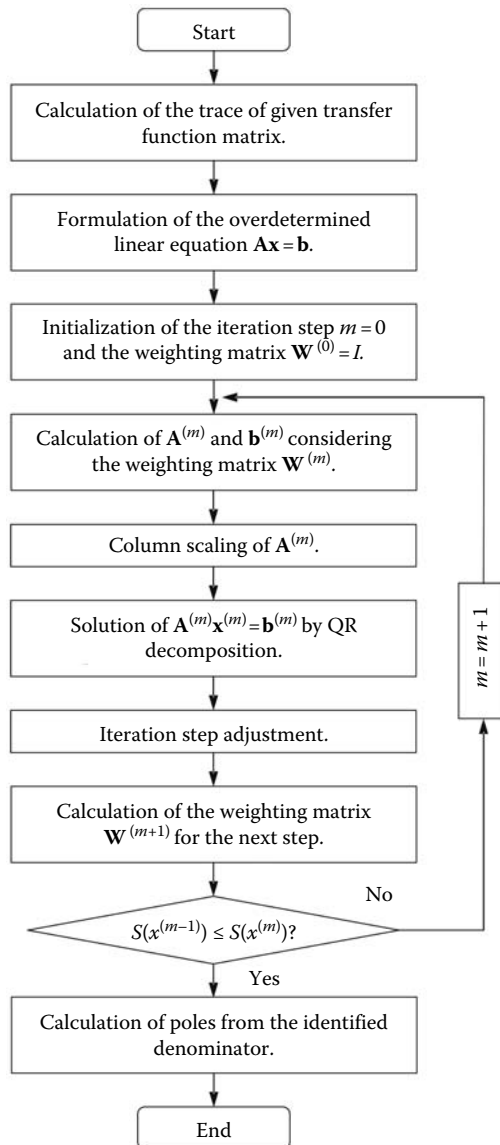 Start
Calculation of the trace of given transfer
function matrix.
Formulation of the overdetermined
linear equation Ax = b.
Initialization of the iteration step m = 0
and the weighting matrix W^(0) = I.
Calculation of A^(m) and b^(m) considering
the weighting matrix W^(m).
Column scaling of A^(m).
Solution of A^(m)x^(m) = b^(m) by QR
decomposition.
m = m + 1
Iteration step adjustment.
Calculation of the weighting matrix
W^(m+1) for the next step.
No
S(x^(m−1) ≤ S(x^(m))?
Yes
Calculation of poles from the identified
denominator.
End